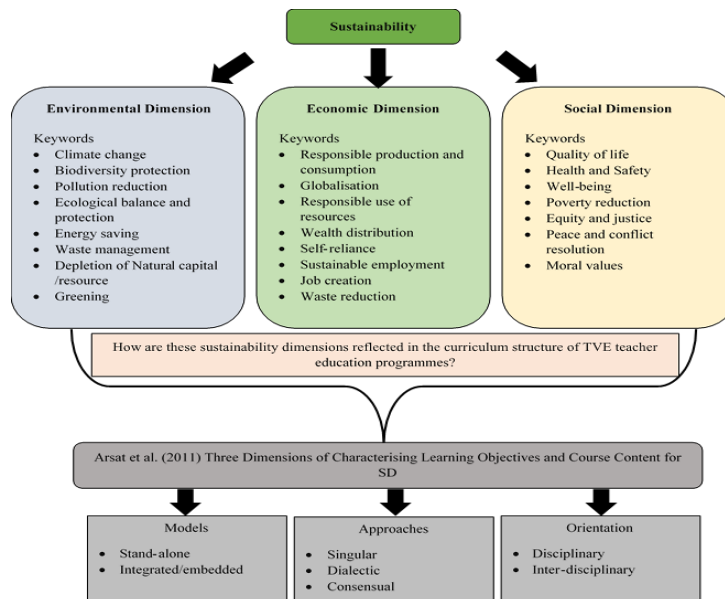 Sustainability
Environmental Dimension
Keywords
• Climate change
• Biodiversity protection
• Pollution reduction
• Ecological balance and
protection
• Energy saving
• Waste management
• Depletion of Natural capital
/resource
• Greening
Economic Dimension
Keywords
• Responsible production and
consumption
• Globalisation
• Responsible use of
resources
• Wealth distribution
• Self-reliance
• Sustainable employment
• Job creation
• Waste reduction
Social Dimension
Keywords
• Quality of life
• Health and Safety
• Well-being
• Poverty reduction
• Equity and justice
• Peace and conflict
resolution
• Moral values
How are these sustainability dimensions reflected in the curriculum structure of TVE teacher
education programmes?
Arsat et al. (2011) Three Dimensions of Characterising Learning Objectives and Course Content for
SD
Models
• Stand-alone
• Integrated/embedded
Approaches
• Singular
• Dialectic
• Consensual
Orientation
• Disciplinary
• Inter-disciplinary